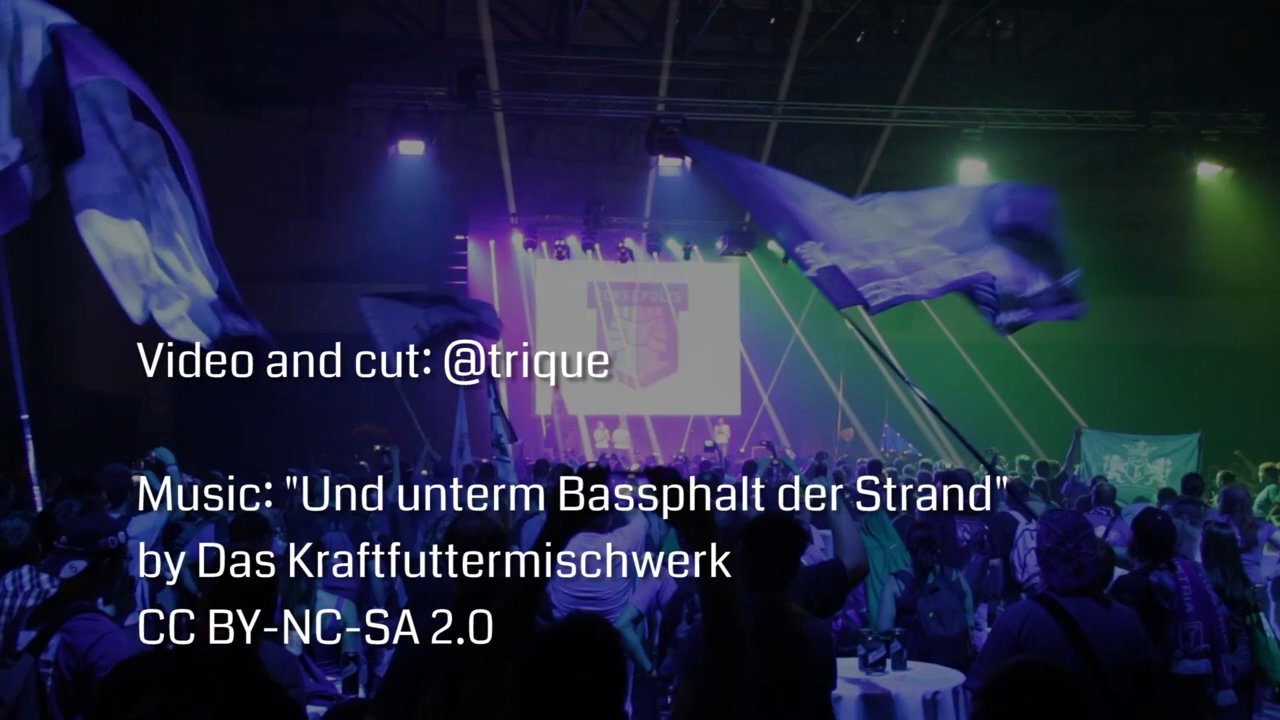 Video and cut: @trique
Music: "Und unterm Bassphalt der Strand"
by Das Kraftfuttermischwerk
CC BY-NC-SA 2.0